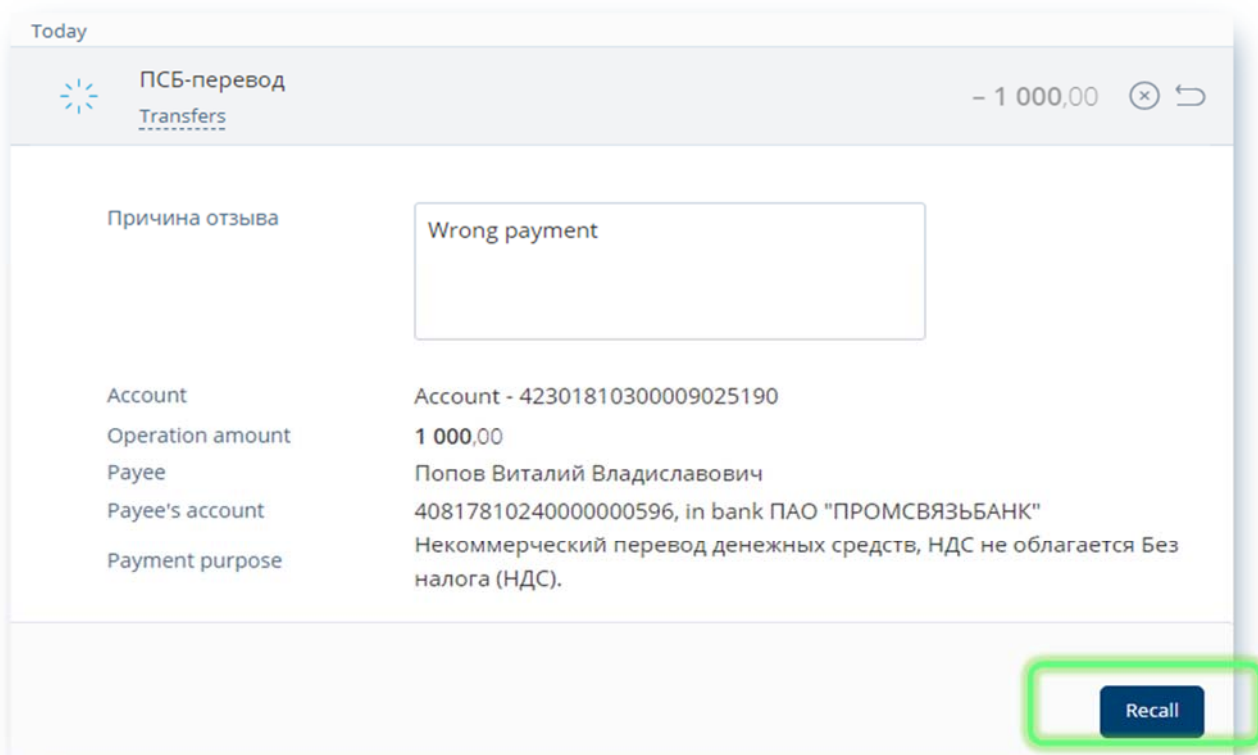 Today
ПСБ-перевод
Transfers
– 1 000,00
Причина отзыва
Wrong payment
Account
Account - 42301810300009025190
Operation amount
1 000,00
Payee
Попов Виталий Владиславович
Payee's account
40817810240000000596, in bank ПАО "ПРОМСВЯЗЬБАНК"
Payment purpose
Некоммерческий перевод денежных средств, НДС не облагается Без
налога (НДС).
Recall